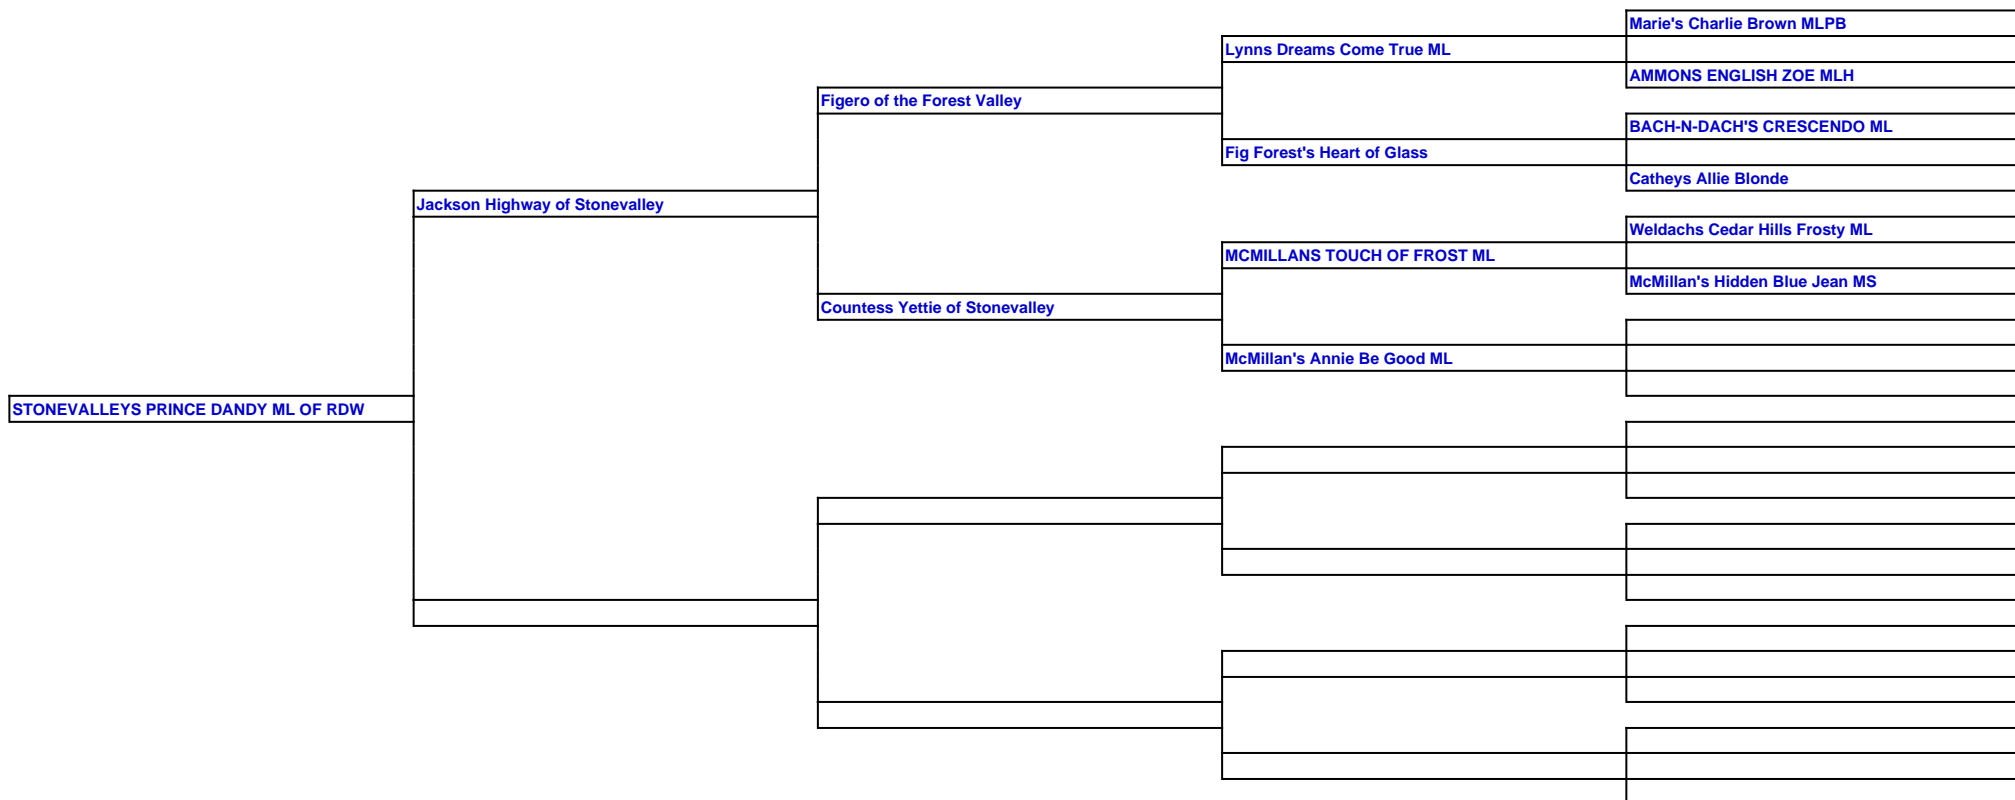 Marie's Charlie Brown MLPB
Lynns Dreams Come True ML
AMMONS ENGLISH ZOE MLH
Figero of the Forest Valley
BACH-N-DACH'S CRESCENDO ML
Fig Forest's Heart of Glass
Catheys Allie Blonde
Jackson Highway of Stonevalley
Weldachs Cedar Hills Frosty ML
MCMILLANS TOUCH OF FROST ML
McMillan's Hidden Blue Jean MS
Countess Yettie of Stonevalley
McMillan's Annie Be Good ML
STONEVALLEYS PRINCE DANDY ML OF RDW